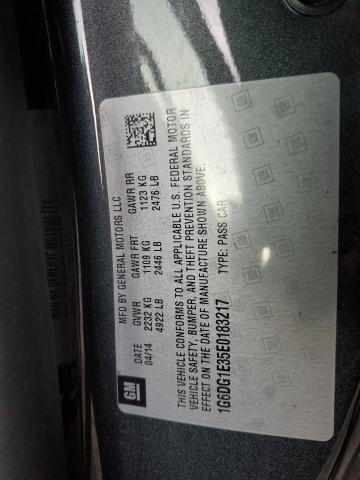 MFD BY GENERAL MOTORS LLC
DATE GVWR GAWR FRT GAWR RR
04/14 2232 KG 1109 KG 1123 KG
4922 LB 2446 LB 2476 LB
THIS VEHICLE CONFORMS TO ALL APPLICABLE U.S. FEDERAL MOTOR
VEHICLE SAFETY, BUMPER, AND THEFT PREVENTION STANDARDS IN
EFFECT ON THE DATE OF MANUFACTURE SHOWN ABOVE.
1G6DG1E35E0183217 TYPE: PASS CAR
GM